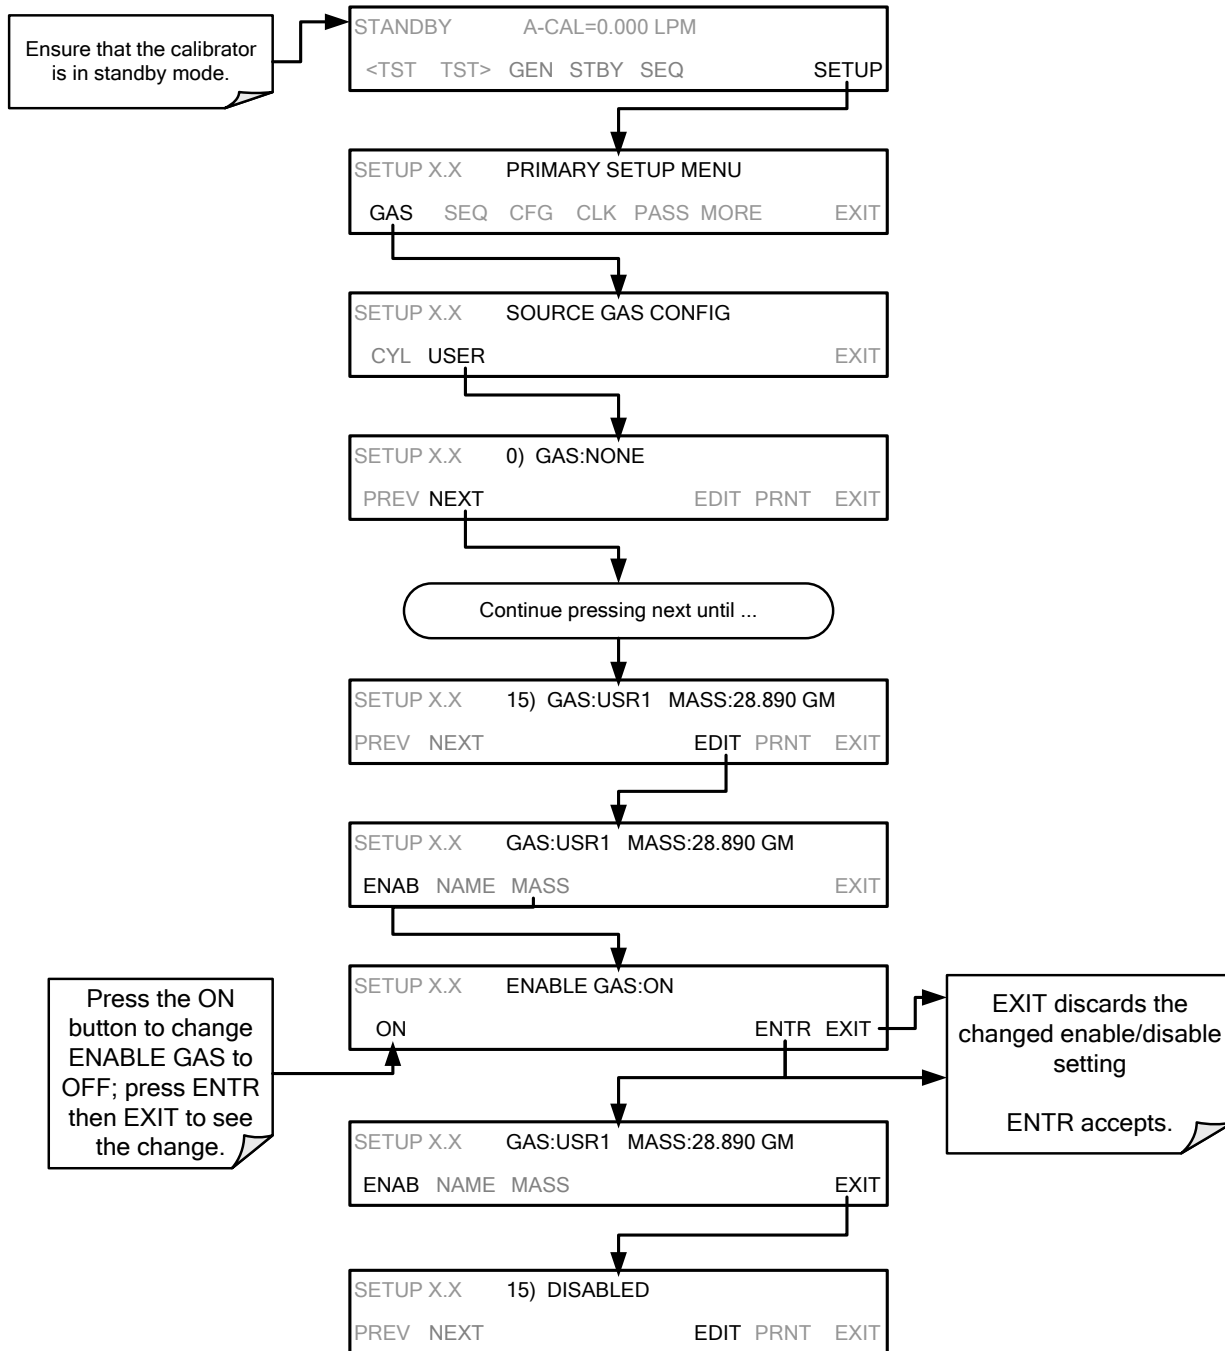 Ensure that the calibrator
is in standby mode.
STANDBY A-CAL=0.000 LPM
<TST TST> GEN STBY SEQ SETUP
SETUP X.X PRIMARY SETUP MENU
GAS SEQ CFG CLK PASS MORE EXIT
SETUP X.X SOURCE GAS CONFIG
CYL USER EXIT
SETUP X.X 0) GAS:NONE
PREV NEXT EDIT PRNT EXIT
Continue pressing next until ...
SETUP X.X 15) GAS:USR1 MASS:28.890 GM
PREV NEXT EDIT PRNT EXIT
SETUP X.X GAS:USR1 MASS:28.890 GM
ENAB NAME MASS EXIT
SETUP X.X ENABLE GAS:ON
ON ENTR EXIT
Press the ON
button to change
ENABLE GAS to
OFF; press ENTR
then EXIT to see
the change.
EXIT discards the
changed enable/disable
setting
ENTR accepts.
SETUP X.X GAS:USR1 MASS:28.890 GM
ENAB NAME MASS EXIT
SETUP X.X 15) DISABLED
PREV NEXT EDIT PRNT EXIT